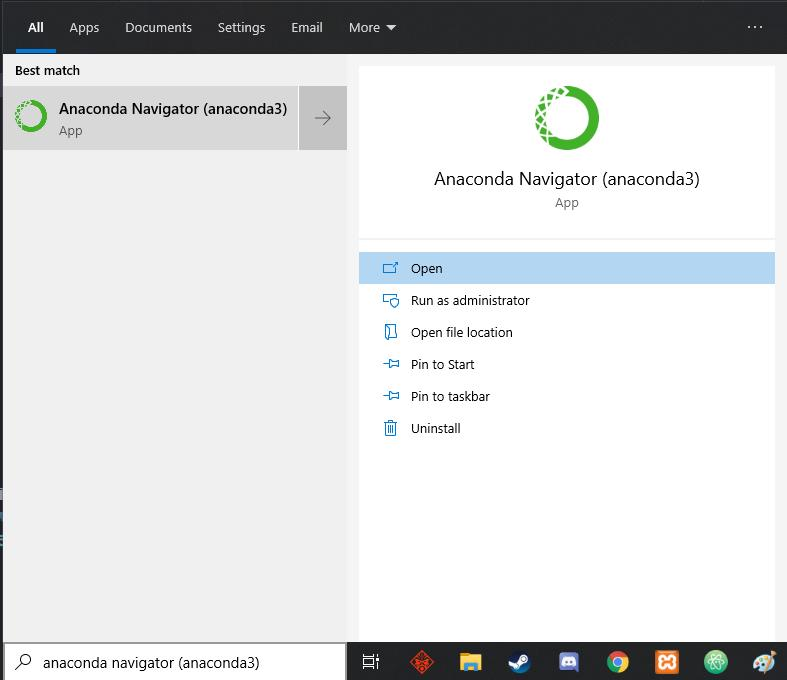 All Apps Documents Settings Email More
Best match
Anaconda Navigator (anaconda3)
App
Anaconda Navigator (anaconda3)
App
Open
Run as administrator
Open file location
Pin to Start
Pin to taskbar
Uninstall
anaconda navigator (anaconda3)